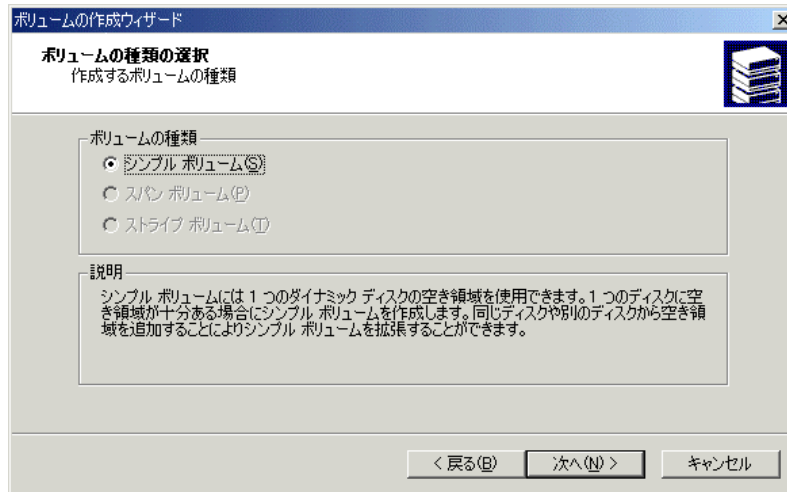 ボリュームの作成ウィザード
ボリュームの種類の選択
作成するボリュームの種類
ボリュームの種類
シンプル ボリューム(S)
スパン ボリューム(P)
ストライプ ボリューム(T)
説明
シンプル ボリュームには 1 つのダイナミック ディスクの空き領域を使用できます。1 つのディスクに空
き領域が十分ある場合にシンプル ボリュームを作成します。同じディスクや別のディスクから空き領
域を追加することによりシンプル ボリュームを拡張することができます。
< 戻る(B) 次へ(N) > キャンセル